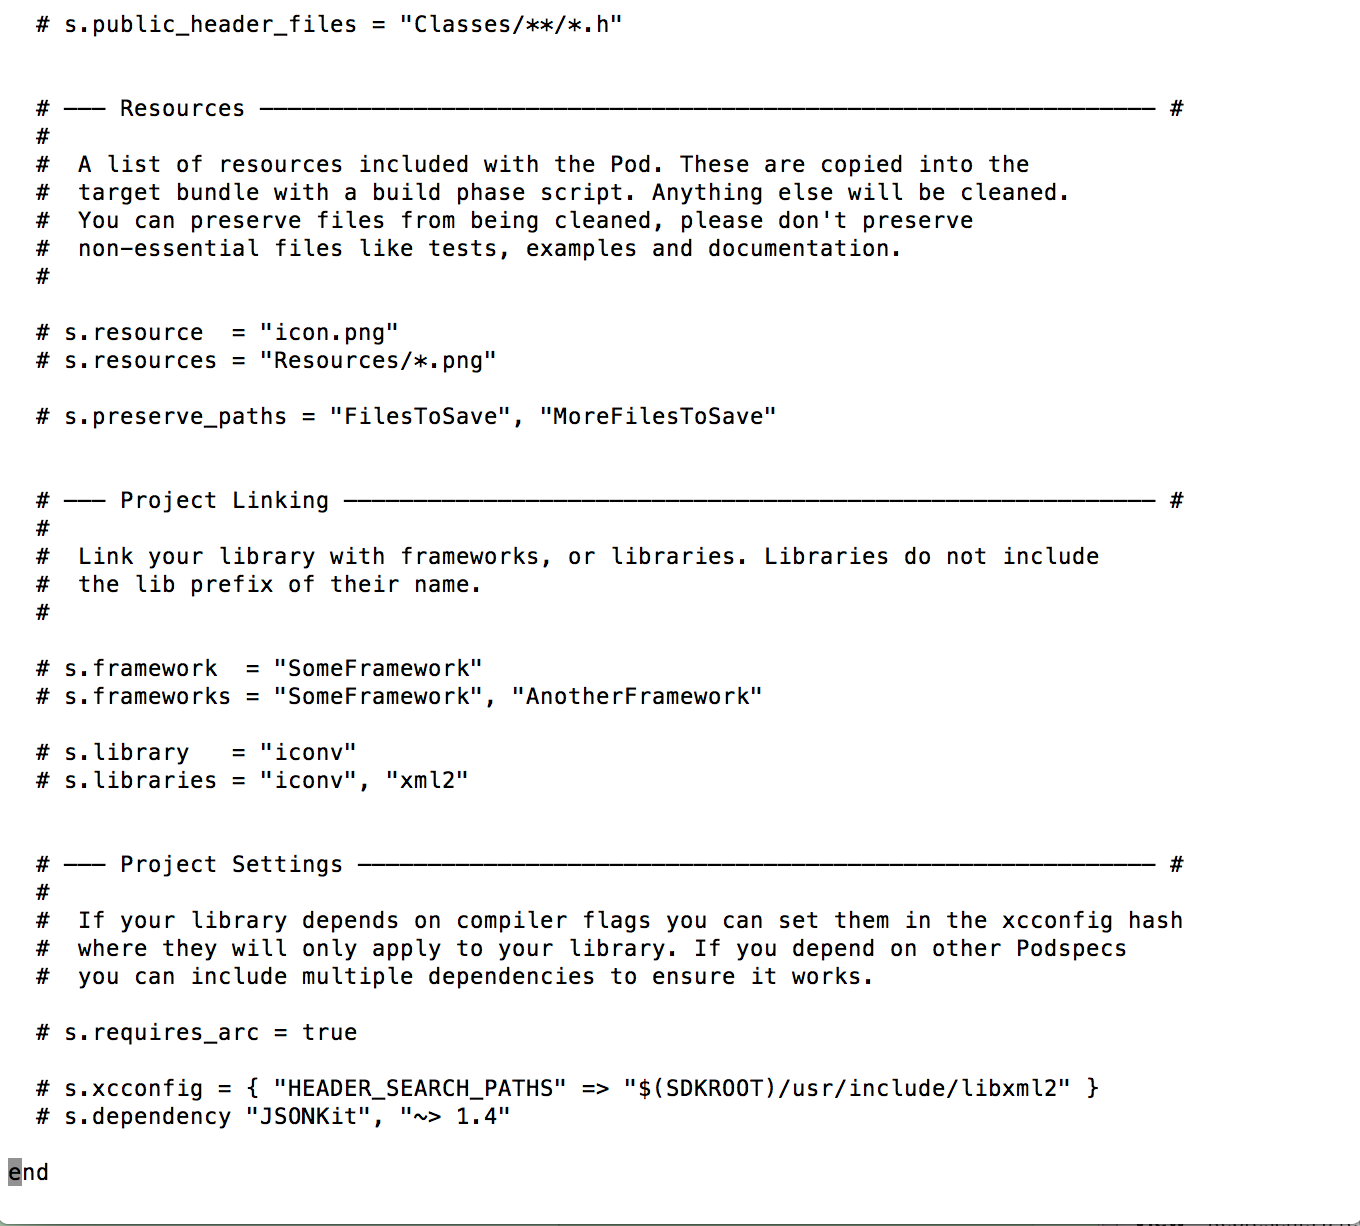 # s.public_header_files = "Classes/**/*.h"
# ――― Resources ―――――――――――――――――――――――――――――――――――――――――――――――――――――――――――――――― #
#
#  A list of resources included with the Pod. These are copied into the
#  target bundle with a build phase script. Anything else will be cleaned.
#  You can preserve files from being cleaned, please don't preserve
#  non-essential files like tests, examples and documentation.
#
# s.resource  = "icon.png"
# s.resources = "Resources/*.png"
# s.preserve_paths = "FilesToSave", "MoreFilesToSave"
# ――― Project Linking ―――――――――――――――――――――――――――――――――――――――――――――――――――――――――― #
#
#  Link your library with frameworks, or libraries. Libraries do not include
#  the lib prefix of their name.
#
# s.framework  = "SomeFramework"
# s.frameworks = "SomeFramework", "AnotherFramework"
# s.library   = "iconv"
# s.libraries = "iconv", "xml2"
# ――― Project Settings ――――――――――――――――――――――――――――――――――――――――――――――――――――――――― #
#
#  If your library depends on compiler flags you can set them in the xcconfig hash
#  where they will only apply to your library. If you depend on other Podspecs
#  you can include multiple dependencies to ensure it works.
# s.requires_arc = true
# s.xcconfig = { "HEADER_SEARCH_PATHS" => "$(SDKROOT)/usr/include/libxml2" }
# s.dependency "JSONKit", "~> 1.4"
end